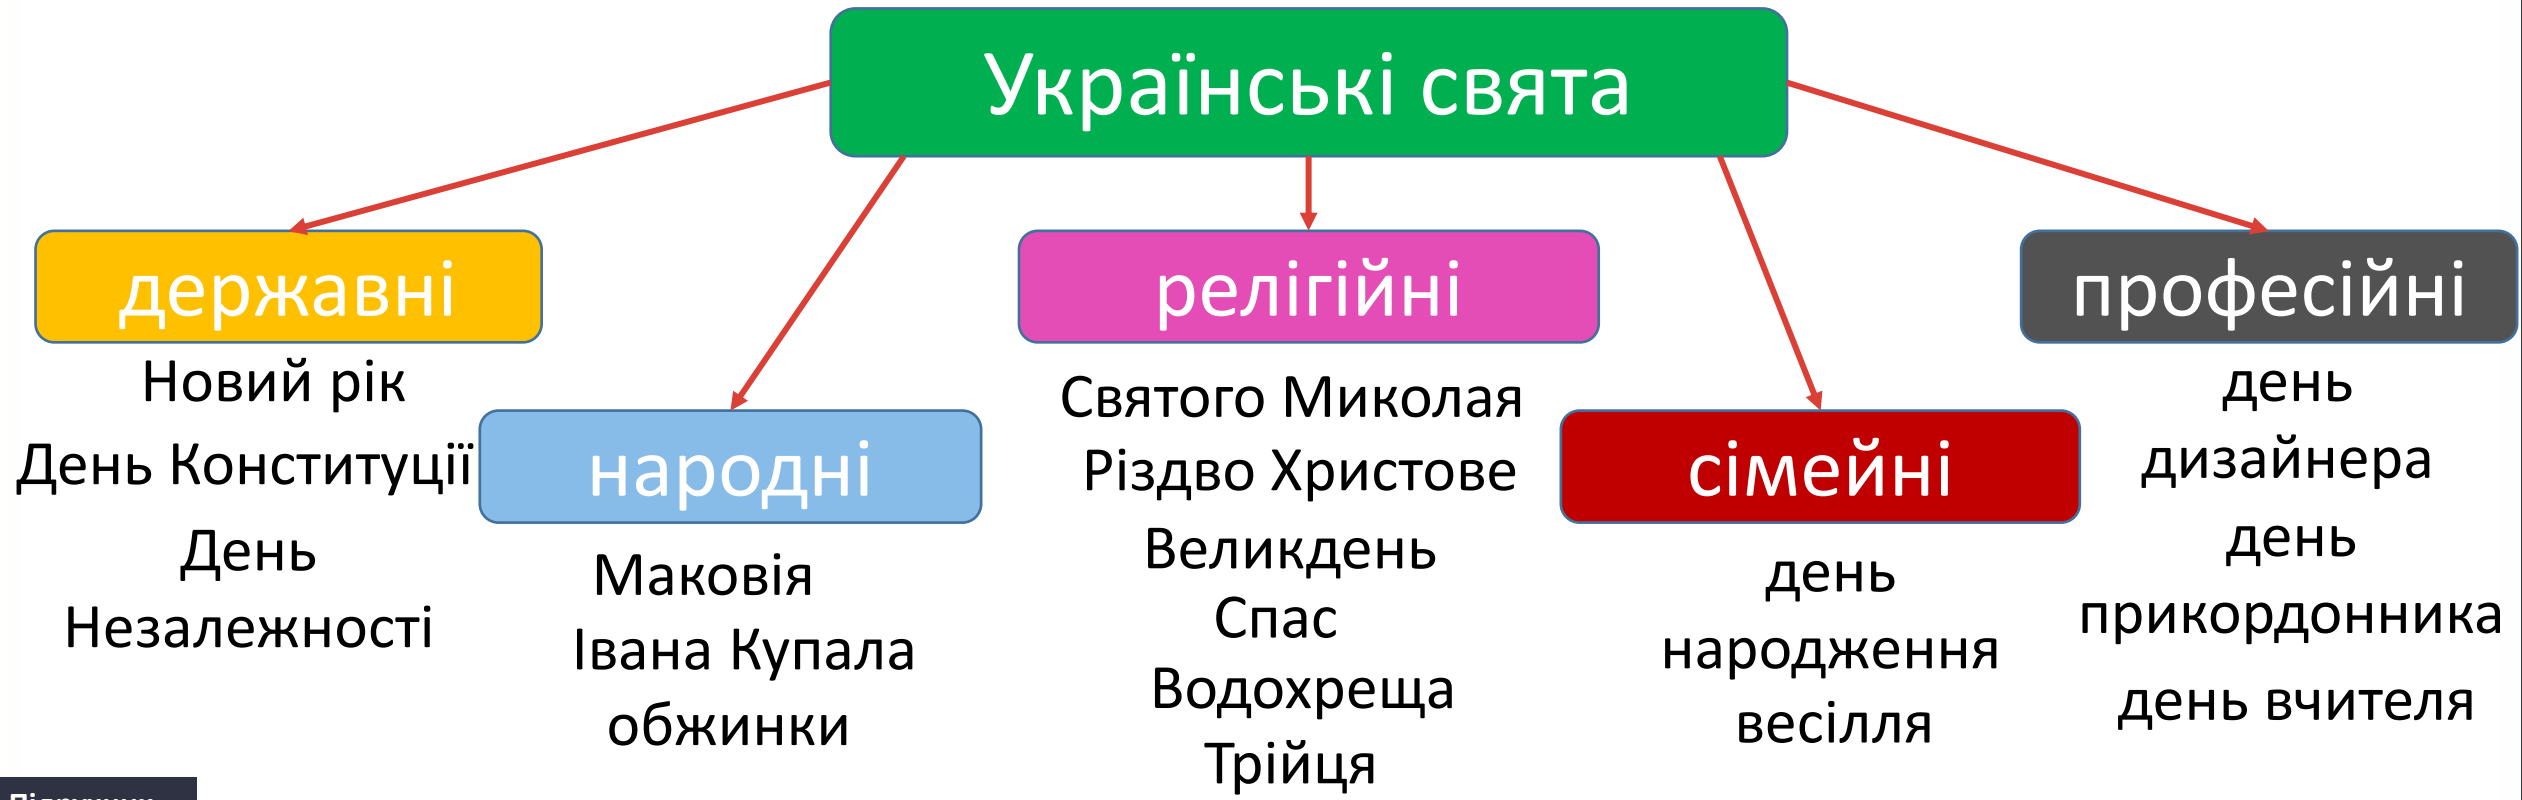 Українські свята
державні
Новий рік
День Конституції
День
Незалежності
народні
Маковія
Івана Купала
обжинки
релігійні
Святого Миколая
Різдво Христове
Великдень
Спас
Водохреща
Трійця
сімейні
день
народження
весілля
професійні
день
дизайнера
день
прикордонника
день вчителя